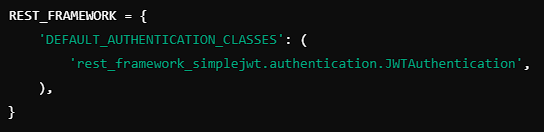 REST_FRAMEWORK = {
    'DEFAULT_AUTHENTICATION_CLASSES': (
        'rest_framework_simplejwt.authentication.JWTAuthentication',
    ),
}